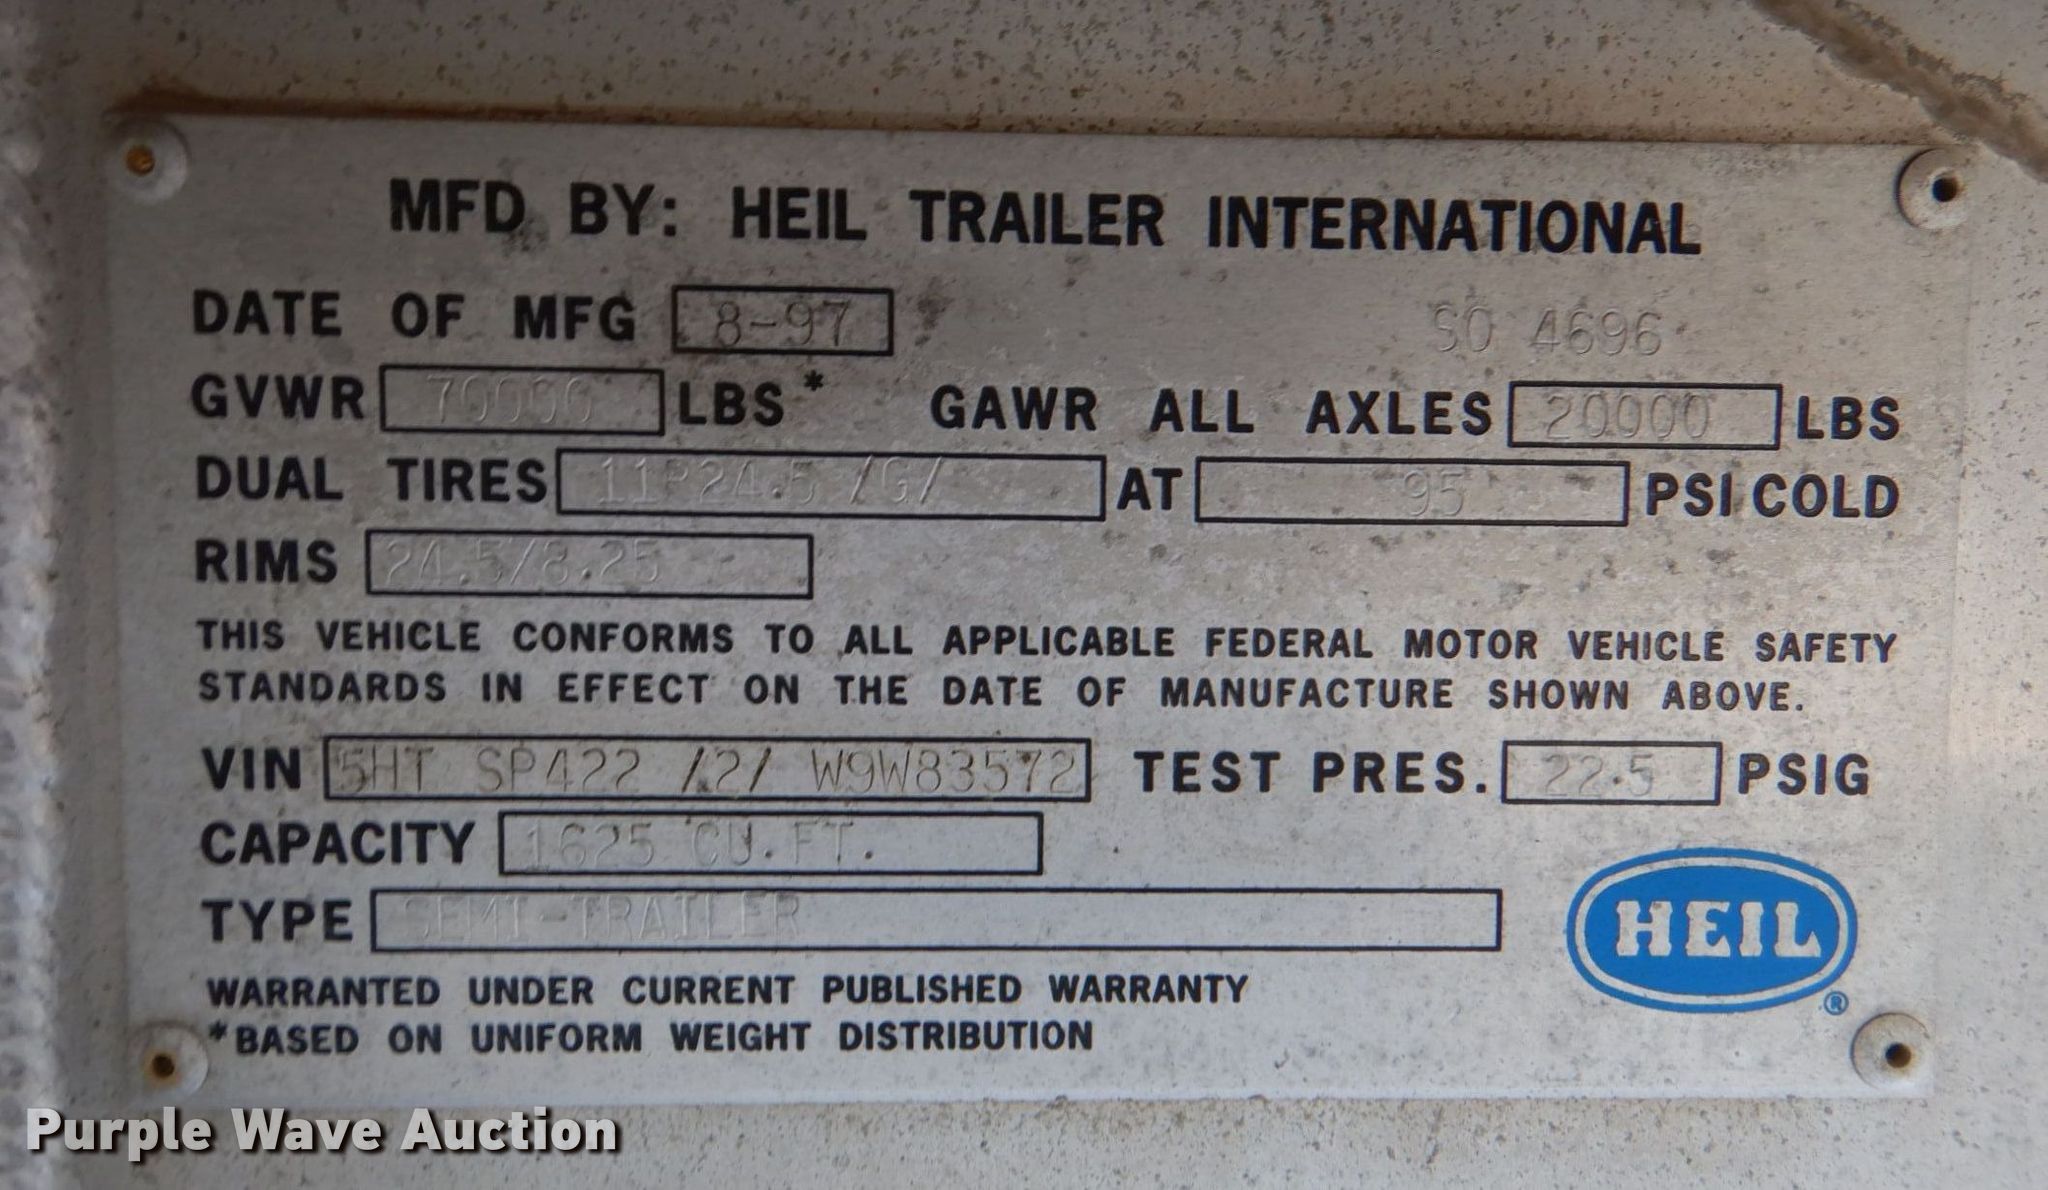 MFD BY: HEIL TRAILER INTERNATIONAL
DATE OF MFG 8-97 SO 4696
GVWR 70000 LBS* GAWR ALL AXLES 20000 LBS
DUAL TIRES 11R24.5 /G/ AT 95 PSI COLD
RIMS 24.5/8.25
THIS VEHICLE CONFORMS TO ALL APPLICABLE FEDERAL MOTOR VEHICLE SAFETY
STANDARDS IN EFFECT ON THE DATE OF MANUFACTURE SHOWN ABOVE.
VIN 5HT SP422 /2/ W9W83572 TEST PRES. 22.5 PSIG
CAPACITY 1625 CU.FT.
TYPE SEMI-TRAILER
HEIL ®
WARRANTED UNDER CURRENT PUBLISHED WARRANTY
*BASED ON UNIFORM WEIGHT DISTRIBUTION
Purple Wave Auction